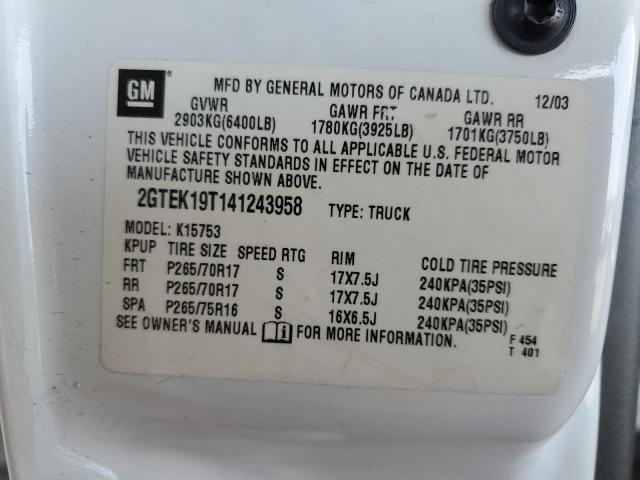 GM ®
MFD BY GENERAL MOTORS OF CANADA LTD. 12/03
GVWR GAWR FRT GAWR RR
2903KG(6400LB) 1780KG(3925LB) 1701KG(3750LB)
THIS VEHICLE CONFORMS TO ALL APPLICABLE U.S. FEDERAL MOTOR
VEHICLE SAFETY STANDARDS IN EFFECT ON THE DATE OF
MANUFACTURE SHOWN ABOVE.
2GTEK19T141243958 TYPE: TRUCK
MODEL: K15753
KPUP TIRE SIZE SPEED RTG RIM COLD TIRE PRESSURE
FRT P265/70R17 S 17X7.5J 240KPA(35PSI)
RR P265/70R17 S 17X7.5J 240KPA(35PSI)
SPA P265/75R16 S 16X6.5J 240KPA(35PSI)
SEE OWNER'S MANUAL i FOR MORE INFORMATION.
F 454
T 401